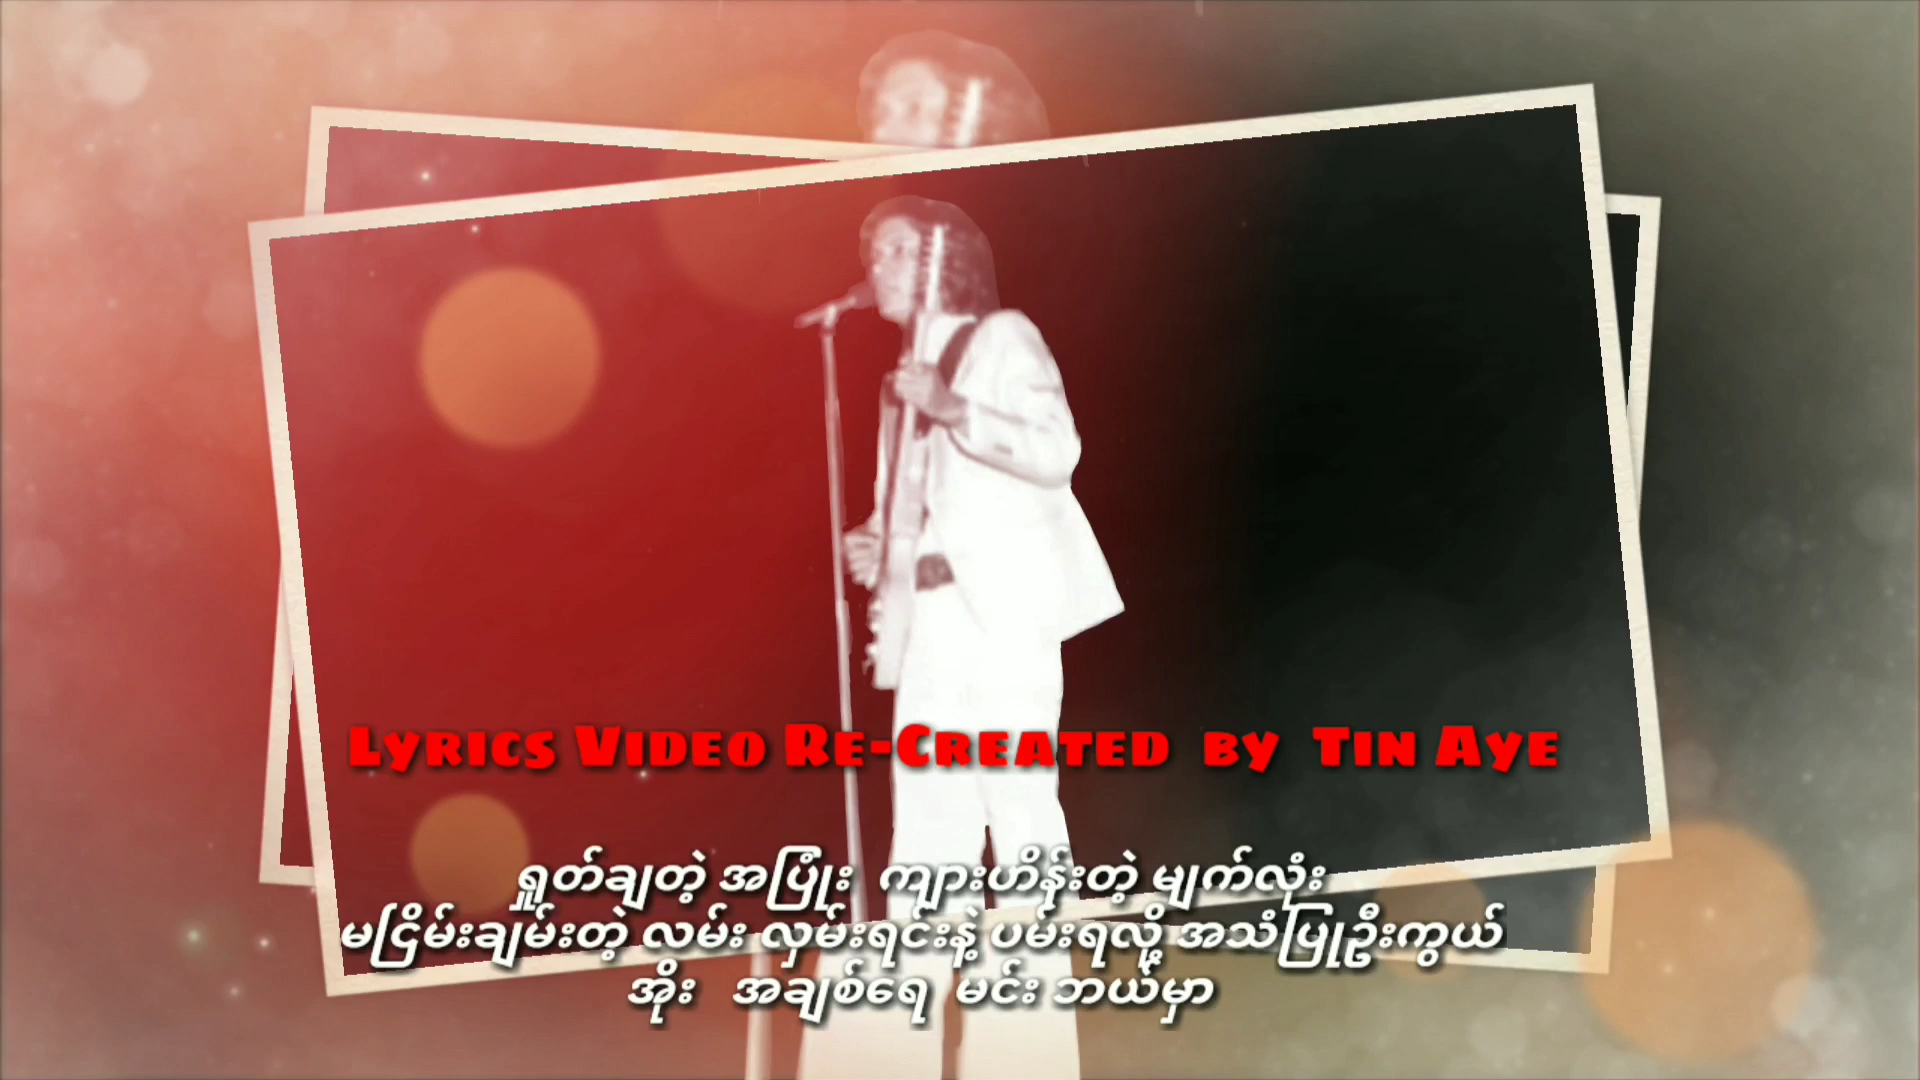 Lyrics Video Re-Created by Tin Aye
ရှုတ်ချတဲ့ အပြုံး ကျားဟိန်းတဲ့ မျက်လုံး
မငြိမ်းချမ်းတဲ့ လမ်း လှမ်းရင်းနဲ့ ပမ်းရလို့ အသံပြုဦးကွယ်
အိုး အချစ်ရေ မင်း ဘယ်မှာ